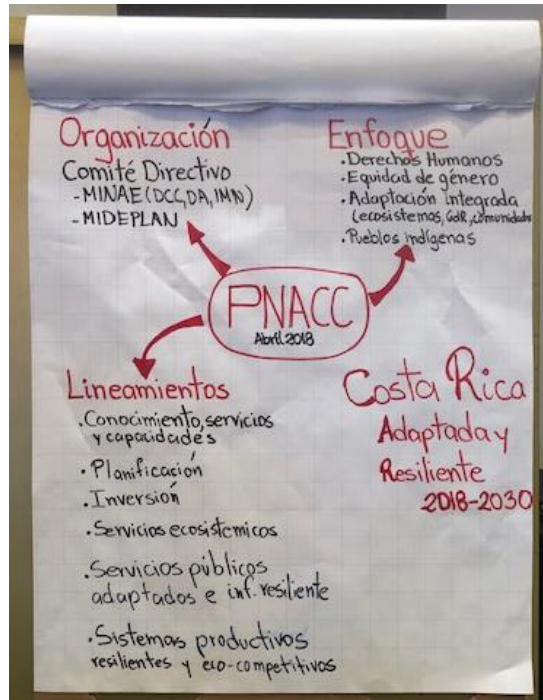 Organización
Comité Directivo
- MINAE (DCC, DA, IMN)
- MIDEPLAN
Enfoque
• Derechos Humanos
• Equidad de género
• Adaptación integrada
(ecosistemas, GdR, comunidades
• Pueblos indígenas
PNACC
Abril 2018
Lineamientos
• Conocimiento, servicios
y capacidades
• Planificación
• Inversión
• Servicios ecosistemicos
• Servicios públicos
adaptados e inf. resiliente
• Sistemas productivos
resilientes y eco-competitivos
Costa Rica
Adaptada y
Resiliente
2018-2030